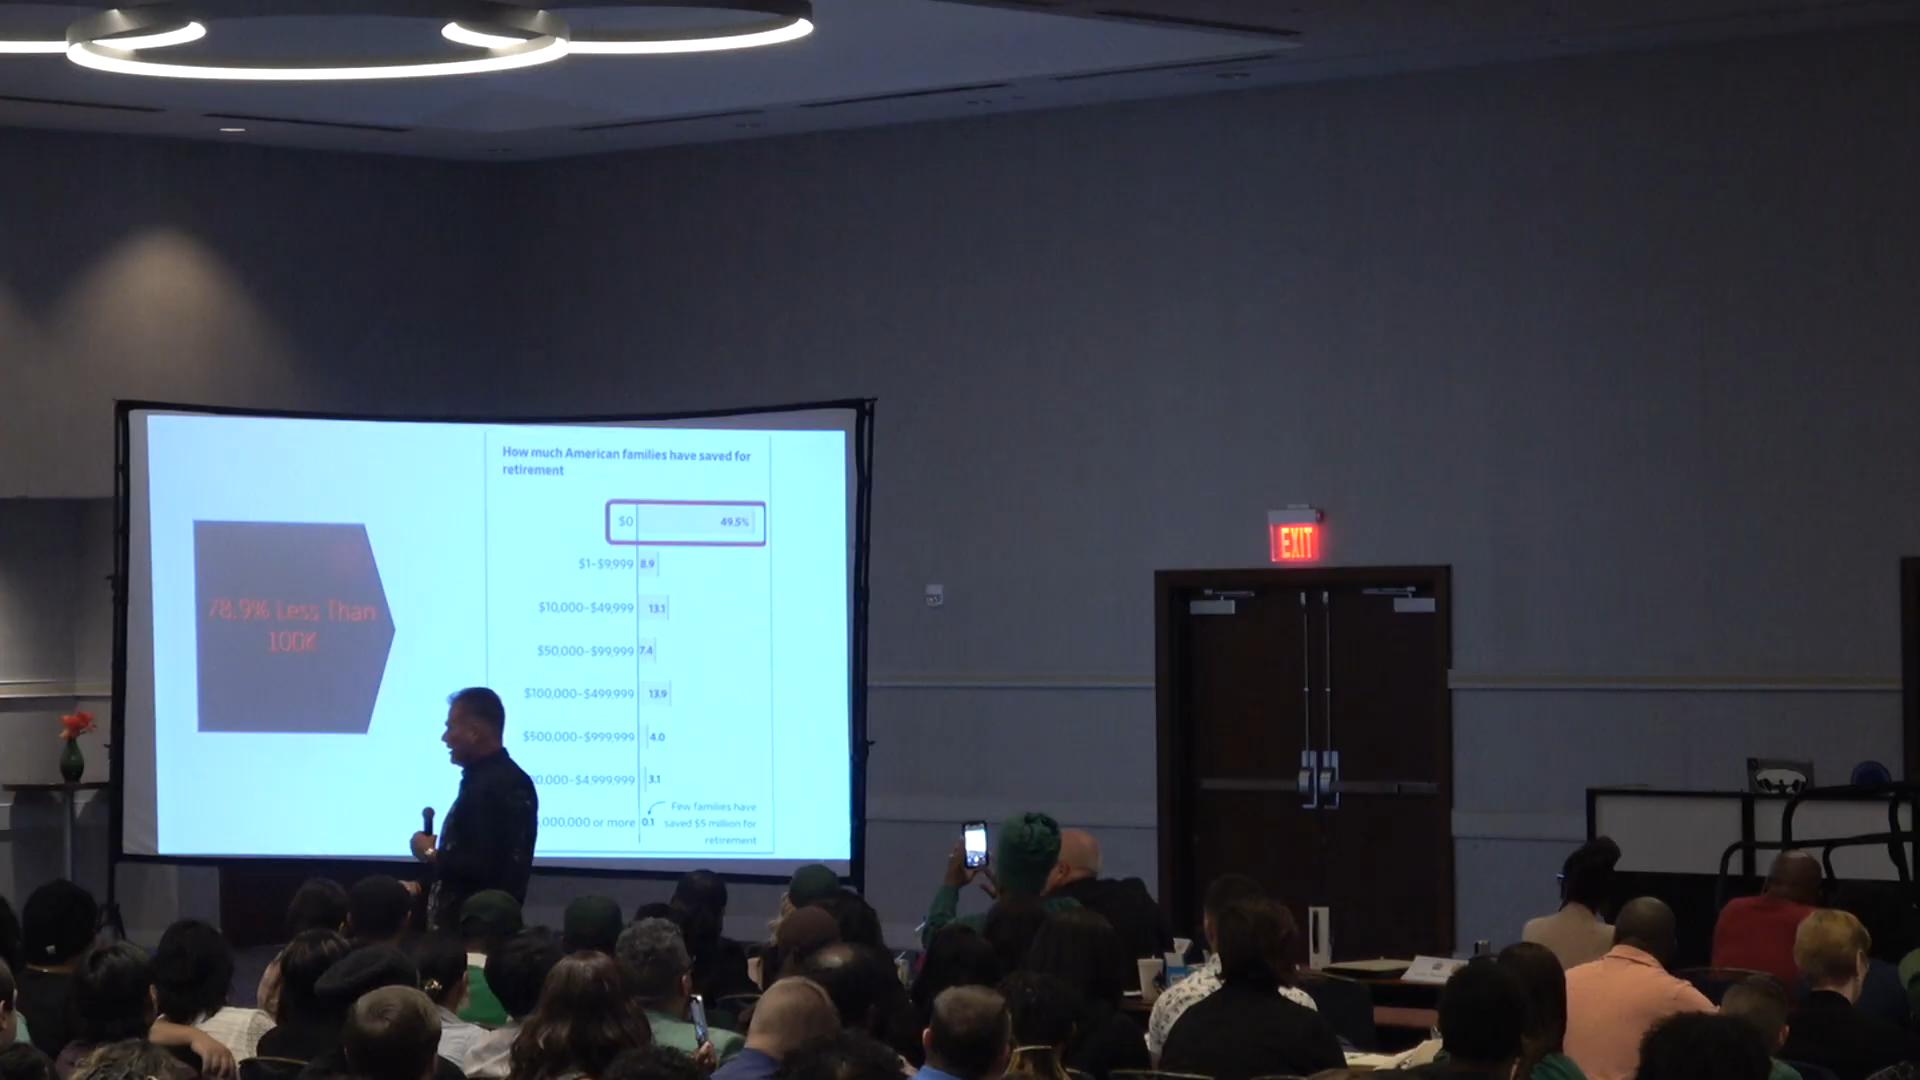 78.9% Less Than
100K
How much American families have saved for
retirement
$0 49.5%
$1-$9,999 8.9
$10,000-$49,999 13.1
$50,000-$99,999 7.4
$100,000-$499,999 13.9
$500,000-$999,999 4.0
00,000-$4,999,999 3.1
,000,000 or more 0.1
Few families have
saved $5 million for
retirement
EXIT